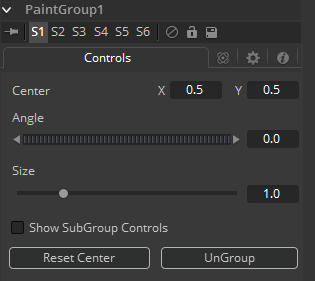 PaintGroup1
S1 S2 S3 S4 S5 S6
Controls
Center X 0.5 Y 0.5
Angle
0.0
Size
1.0
Show SubGroup Controls
Reset Center UnGroup